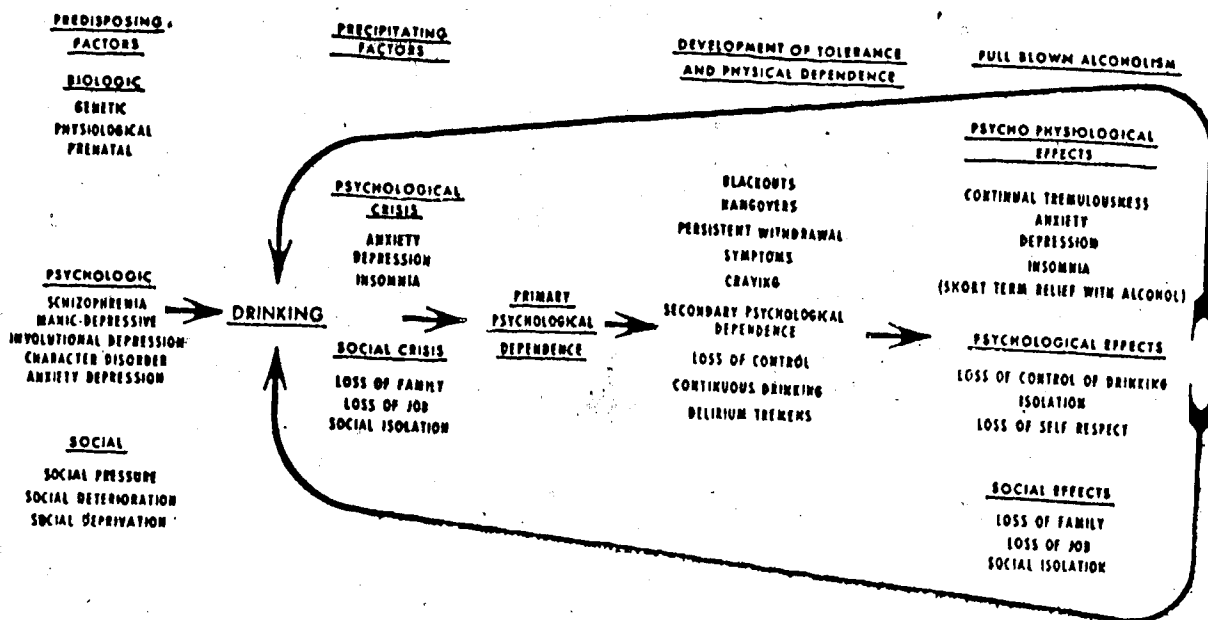 PREDISPOSING
FACTORS
BIOLOGIC
GENETIC
PHYSIOLOGICAL
PRENATAL
PSYCHOLOGIC
SCHIZOPHRENIA
MANIC-DEPRESSIVE
INVOLUTIONAL DEPRESSION
CHARACTER DISORDER
ANXIETY DEPRESSION
SOCIAL
SOCIAL PRESSURE
SOCIAL DETERIORATION
SOCIAL DEPRIVATION
DRINKING
PRECIPITATING
FACTORS
PSYCHOLOGICAL
CRISIS
ANXIETY
DEPRESSION
INSOMNIA
SOCIAL CRISIS
LOSS OF FAMILY
LOSS OF JOB
SOCIAL ISOLATION
PRIMARY
PSYCHOLOGICAL
DEPENDENCE
DEVELOPMENT OF TOLERANCE
AND PHYSICAL DEPENDENCE
BLACKOUTS
HANGOVERS
PERSISTENT WITHDRAWAL
SYMPTOMS
CRAVING
SECONDARY PSYCHOLOGICAL
DEPENDENCE
LOSS OF CONTROL
CONTINUOUS DRINKING
DELIRIUM TREMENS
FULL BLOWN ALCOHOLISM
PSYCHO PHYSIOLOGICAL
EFFECTS
CONTINUAL TREMULOUSNESS
ANXIETY
DEPRESSION
INSOMNIA
(SHORT TERM RELIEF WITH ALCOHOL)
PSYCHOLOGICAL EFFECTS
LOSS OF CONTROL OF DRINKING
ISOLATION
LOSS OF SELF RESPECT
SOCIAL EFFECTS
LOSS OF FAMILY
LOSS OF JOB
SOCIAL ISOLATION